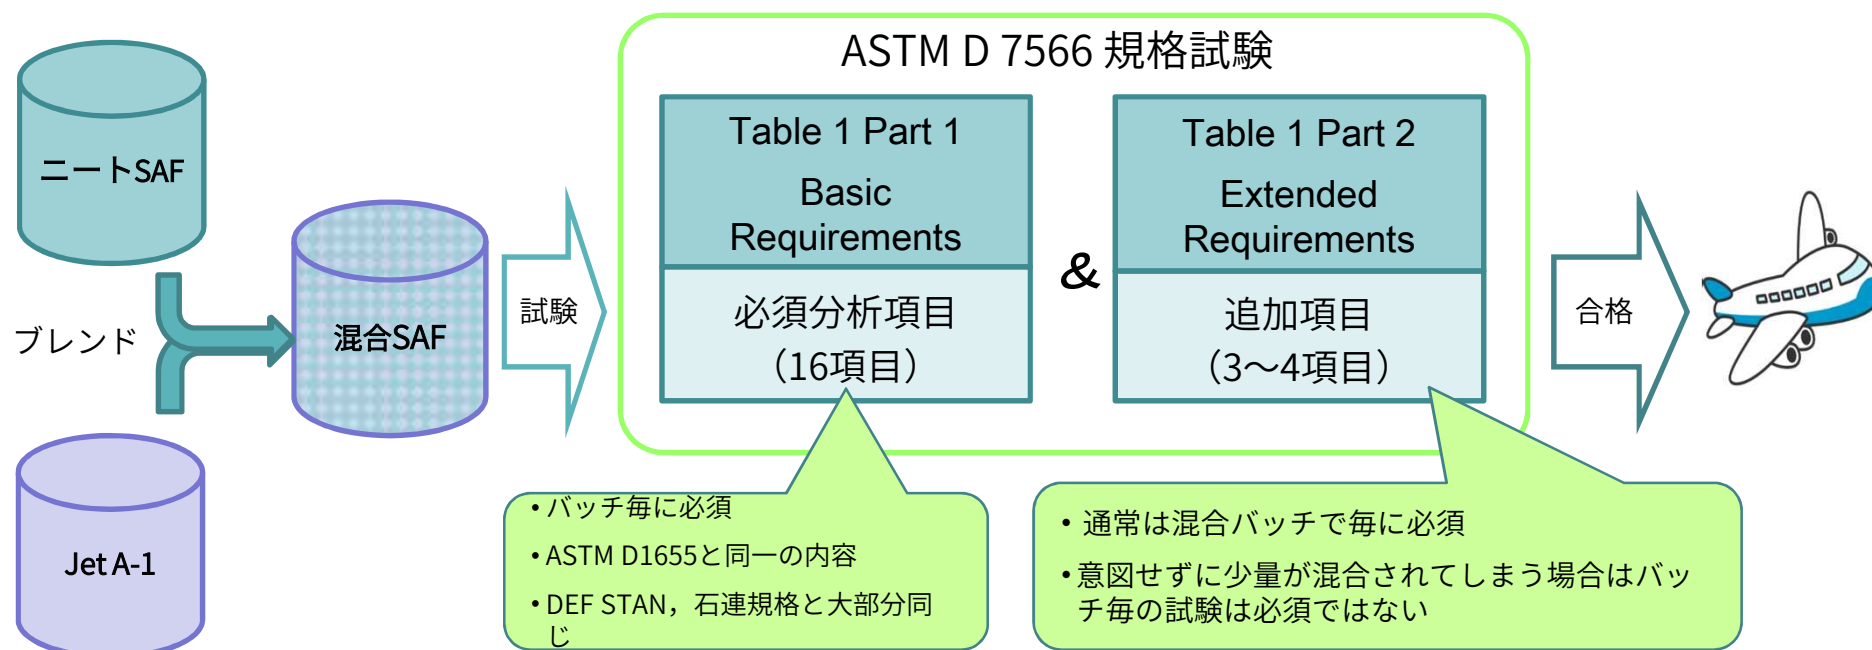 ASTM D 7566 規格試験
ニートSAF
ブレンド
Jet A-1
混合SAF
試験
Table 1 Part 1
Basic
Requirements
必須分析項目
（16項目）
&
Table 1 Part 2
Extended
Requirements
追加項目
（3～4項目）
合格
• バッチ毎に必須
• ASTM D1655と同一の内容
• DEF STAN，石連規格と大部分同
じ
• 通常は混合バッチで毎に必須
• 意図せずに少量が混合されてしまう場合はバッ
チ毎の試験は必須ではない